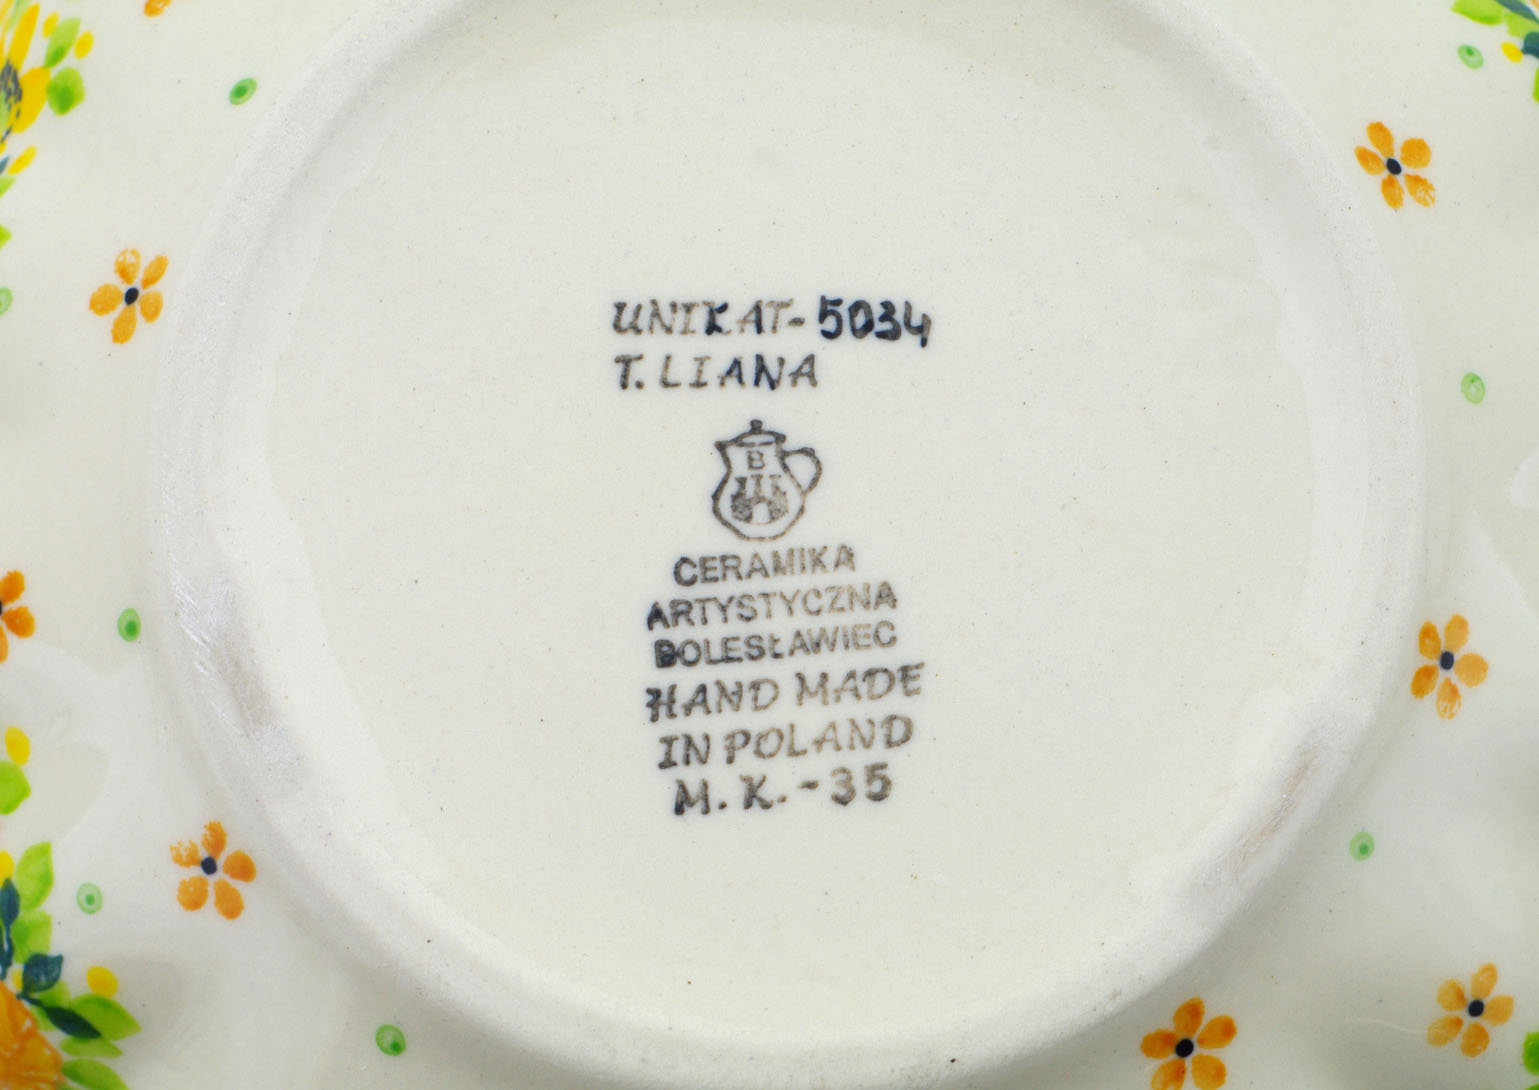 UNIKAT-5034
T. LIANA
B
CERAMIKA
ARTYSTYCZNA
BOLESŁAWIEC
HAND MADE
IN POLAND
M. K. - 35